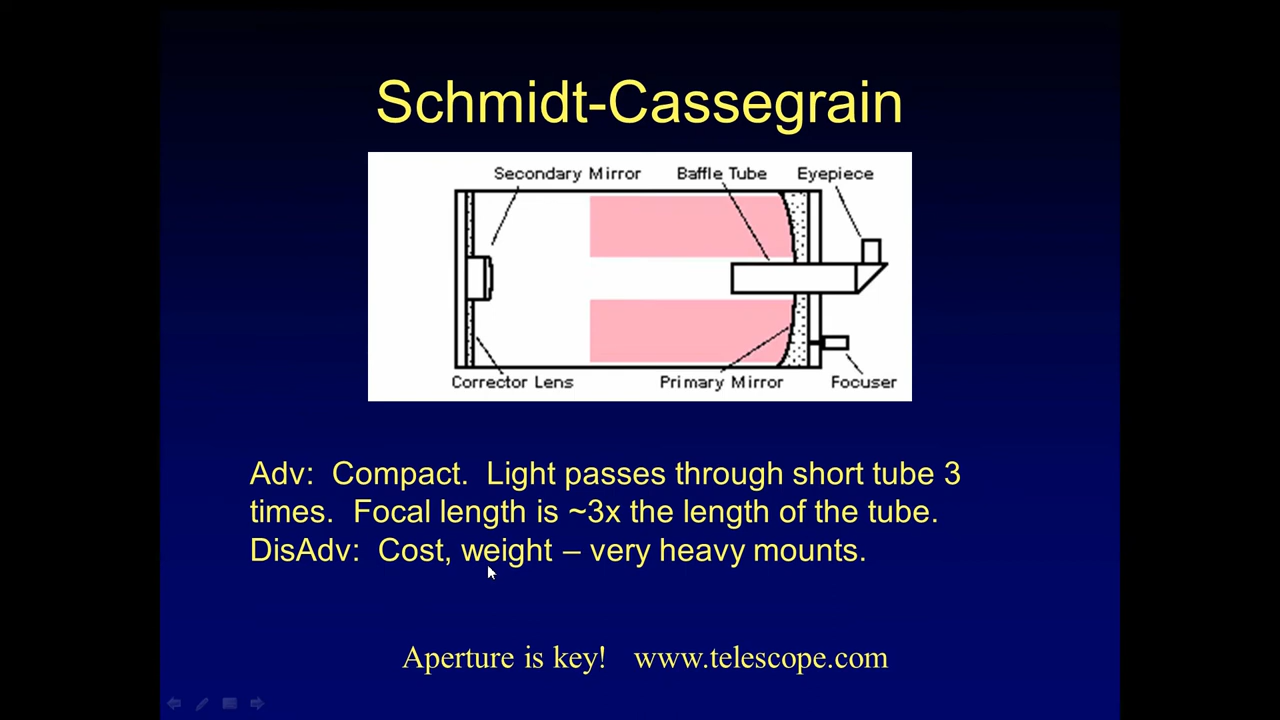 Schmidt-Cassegrain
Secondary Mirror Baffle Tube Eyepiece
Corrector Lens Primary Mirror Focuser
Adv: Compact. Light passes through short tube 3
times. Focal length is ~3x the length of the tube.
DisAdv: Cost, weight – very heavy mounts.
Aperture is key! www.telescope.com